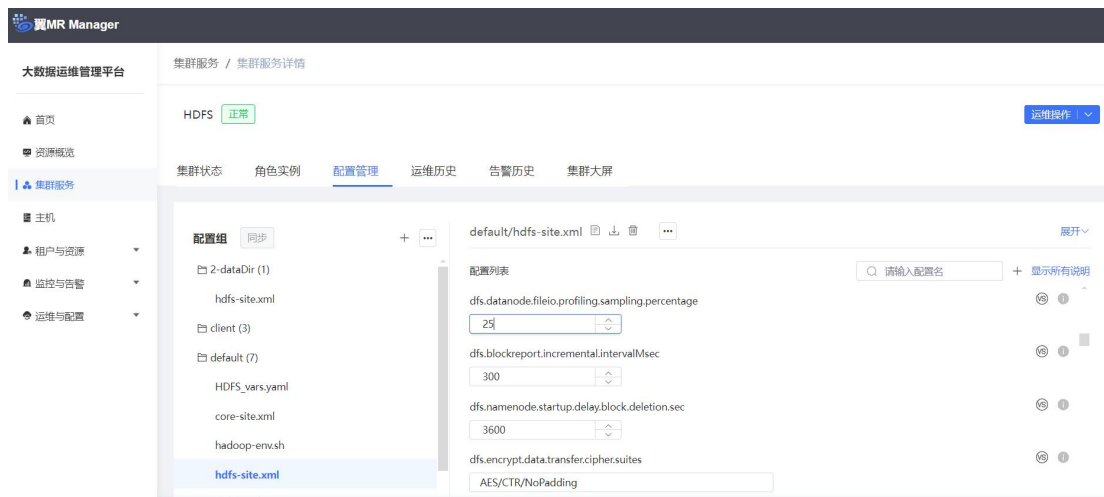 翼MR Manager
大数据运维管理平台
首页
资源概览
集群服务
主机
租户与资源
监控与告警
运维与配置
集群服务 / 集群服务详情
HDFS 正常
运维操作
集群状态 角色实例 配置管理 运维历史 告警历史 集群大屏
配置组 同步
2-dataDir (1)
hdfs-site.xml
client (3)
default (7)
HDFS_vars.yaml
core-site.xml
hadoop-env.sh
hdfs-site.xml
default/hdfs-site.xml
展开
配置列表
请输入配置名
显示所有说明
dfs.datanode.fileio.profiling.sampling.percentage
VS
25
dfs.blockreport.incremental.intervalMsec
VS
300
dfs.namenode.startup.delay.block.deletion.sec
VS
3600
dfs.encrypt.data.transfer.cipher.suites
VS
AES/CTR/NoPadding